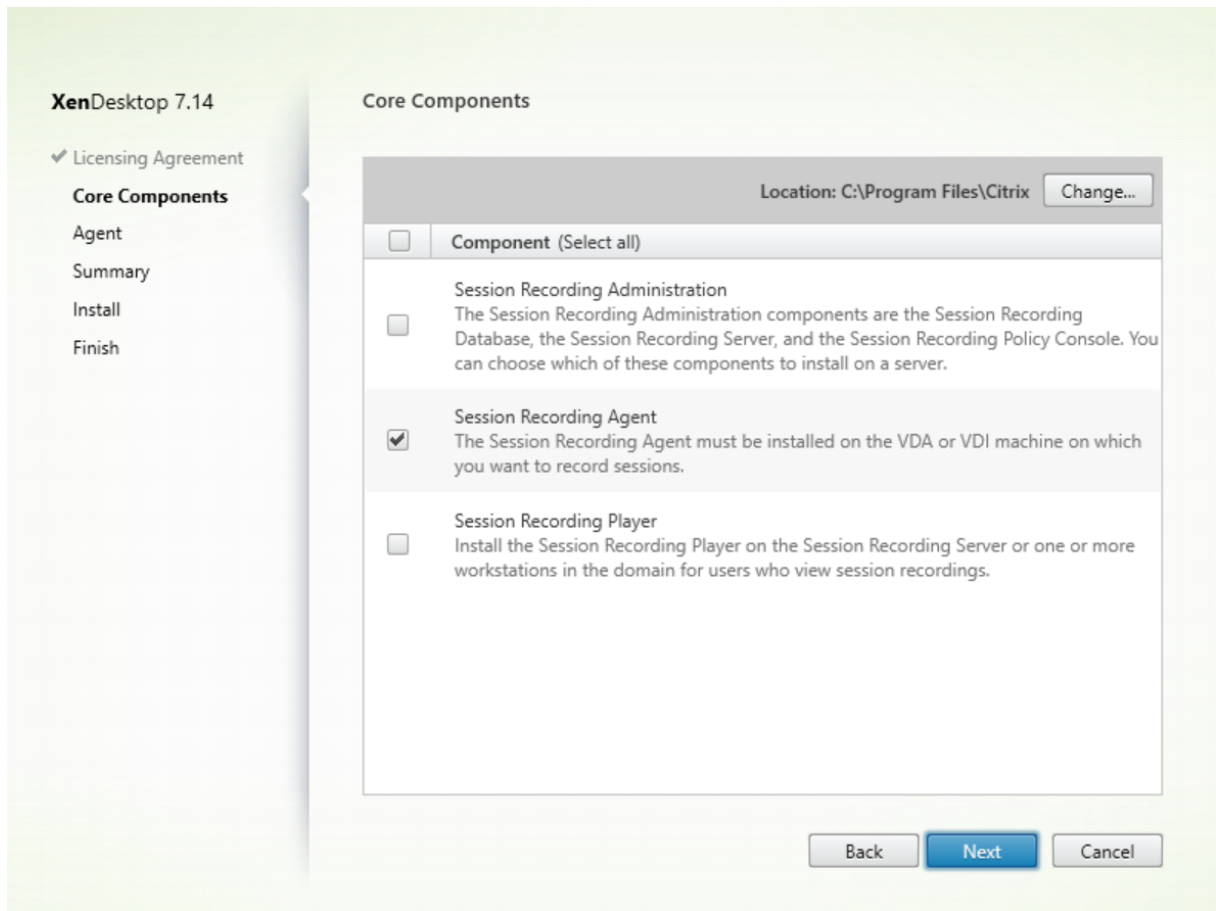 XenDesktop 7.14
Licensing Agreement
Core Components
Agent
Summary
Install
Finish
Core Components
Location: C:\Program Files\Citrix
Change...
Component (Select all)
Session Recording Administration
The Session Recording Administration components are the Session Recording
Database, the Session Recording Server, and the Session Recording Policy Console. You
can choose which of these components to install on a server.
Session Recording Agent
The Session Recording Agent must be installed on the VDA or VDI machine on which
you want to record sessions.
Session Recording Player
Install the Session Recording Player on the Session Recording Server or one or more
workstations in the domain for users who view session recordings.
Back
Next
Cancel